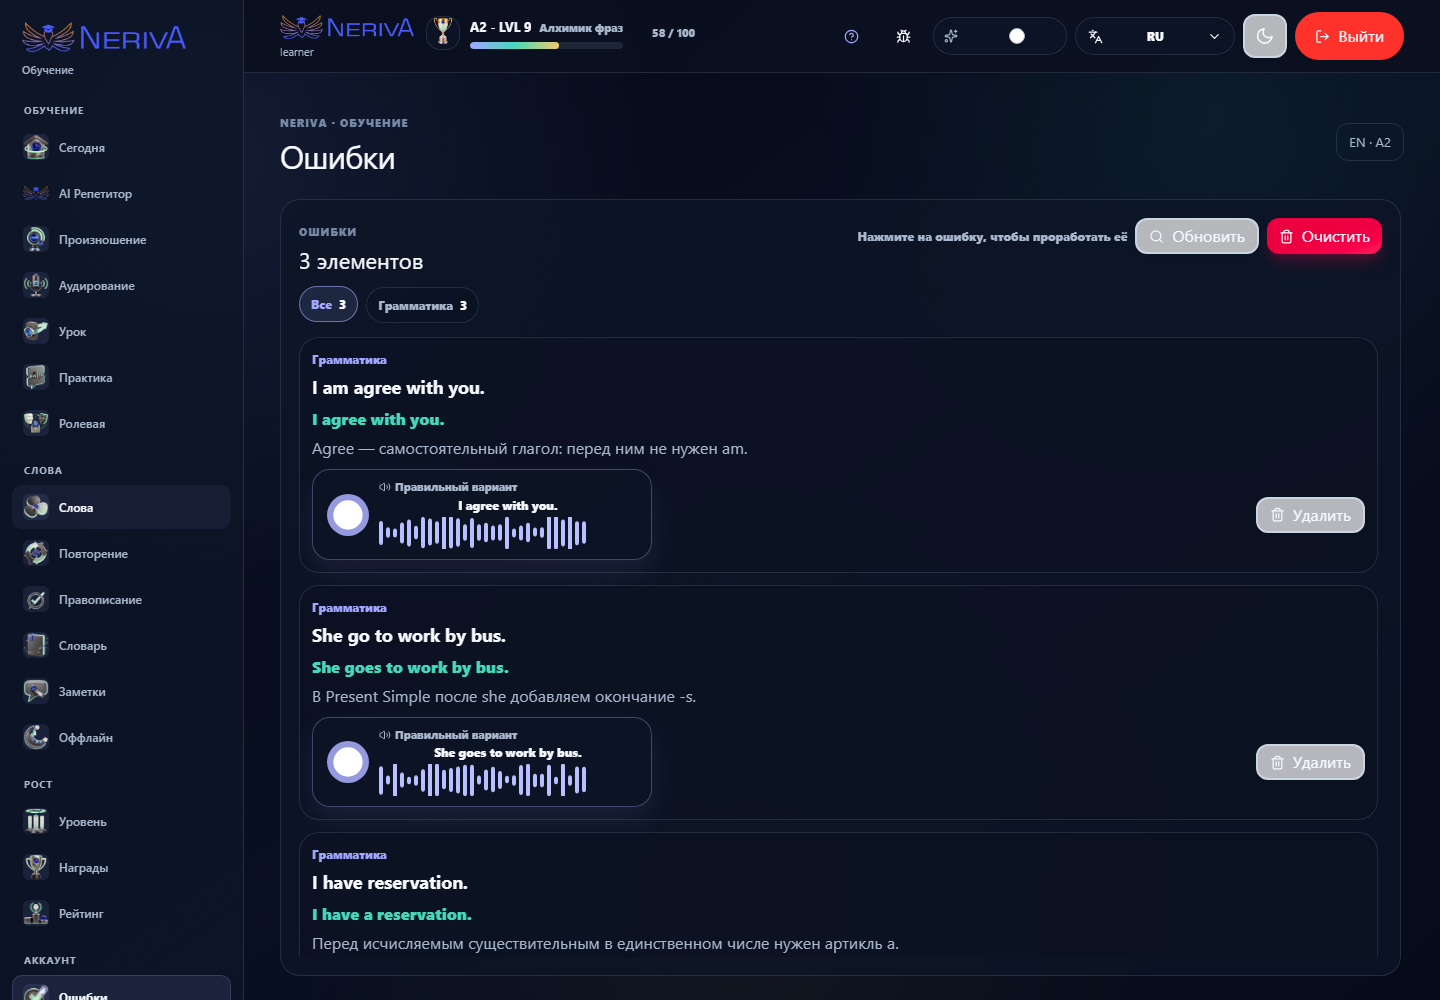 NERIVA
Обучение
ОБУЧЕНИЕ
Сегодня
AI Репетитор
Произношение
Аудирование
Урок
Практика
Ролевая
СЛОВА
Слова
Повторение
Правописание
Словарь
Заметки
Оффлайн
РОСТ
Уровень
Награды
Рейтинг
АККАУНТ
Ошибки
NERIVA
learner
A2 - LVL 9 Алхимик фраз
58 / 100
RU
Выйти
NERIVA · ОБУЧЕНИЕ
Ошибки
EN · A2
ОШИБКИ
3 элементов
Нажмите на ошибку, чтобы проработать её
Обновить
Очистить
Все 3
Грамматика 3
Грамматика
I am agree with you.
I agree with you.
Agree — самостоятельный глагол: перед ним не нужен am.
Правильный вариант
I agree with you.
Удалить
Грамматика
She go to work by bus.
She goes to work by bus.
В Present Simple после she добавляем окончание -s.
Правильный вариант
She goes to work by bus.
Удалить
Грамматика
I have reservation.
I have a reservation.
Перед исчисляемым существительным в единственном числе нужен артикль a.